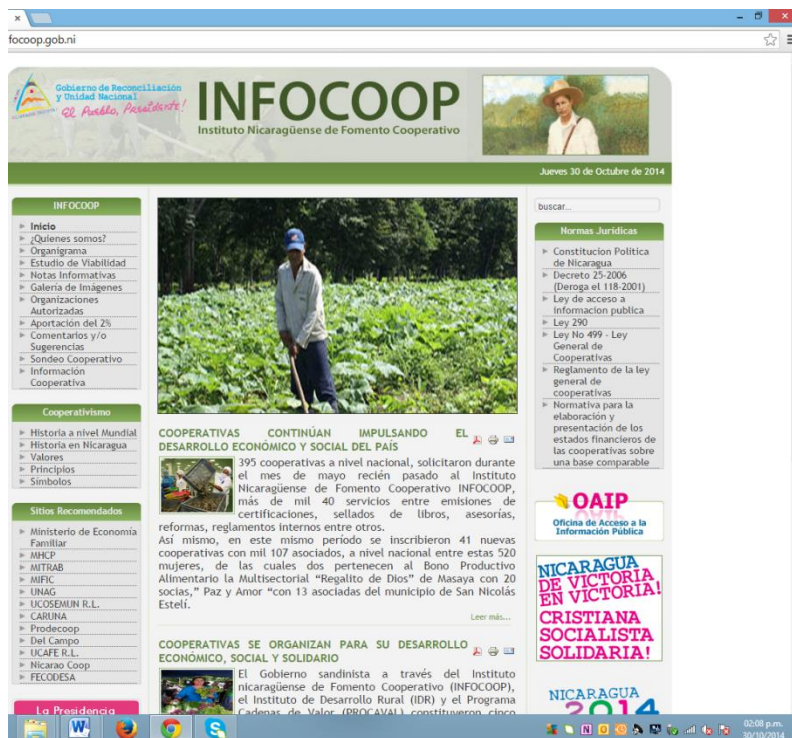 focoop.gob.ni
Gobierno de Reconciliación
y Unidad Nacional
El Pueblo, Presidente!
INFOCOOP
Instituto Nicaragüense de Fomento Cooperativo
Jueves 30 de Octubre de 2014
INFOCOOP
Inicio
¿Quienes somos?
Organigrama
Estudio de Viabilidad
Notas Informativas
Galería de Imágenes
Organizaciones
Autorizadas
Aportación del 2%
Comentarios y/o
Sugerencias
Sondeo Cooperativo
Información
Cooperativa
Cooperativismo
Historia a nivel Mundial
Historia en Nicaragua
Valores
Principios
Símbolos
Sitios Recomendados
Ministerio de Economía
Familiar
MHCP
MITRAB
MIFIC
UNAG
UCOSEMUN R.L.
CARUNA
Prodecoop
Del Campo
UCAFE R.L.
Nicarao Coop
FECODESA
La Presidencia
COOPERATIVAS CONTINÚAN IMPULSANDO EL
DESARROLLO ECONÓMICO Y SOCIAL DEL PAÍS
395 cooperativas a nivel nacional, solicitaron durante
el mes de mayo recién pasado al Instituto
Nicaragüense de Fomento Cooperativo INFOCOOP,
más de mil 40 servicios entre emisiones de
certificaciones, sellados de libros, asesorías,
reformas, reglamentos internos entre otros.
Así mismo, en este mismo período se inscribieron 41 nuevas
cooperativas con mil 107 asociados, a nivel nacional entre estas 520
mujeres, de las cuales dos pertenecen al Bono Productivo
Alimentario la Multisectorial “Regalito de Dios” de Masaya con 20
socias,” Paz y Amor “con 13 asociadas del municipio de San Nicolás
Estelí.
Leer más...
COOPERATIVAS SE ORGANIZAN PARA SU DESARROLLO
ECONÓMICO, SOCIAL Y SOLIDARIO
El Gobierno sandinista a través del Instituto
nicaragüense de Fomento Cooperativo (INFOCOOP),
el Instituto de Desarrollo Rural (IDR) y el Programa
Cadenas de Valor (PROCAVAL) constituyeron cinco
buscar...
Normas Jurídicas
Constitucion Politica
de Nicaragua
Decreto 25-2006
(Deroga el 118-2001)
Ley de acceso a
informacion publica
Ley 290
Ley No 499 - Ley
General de
Cooperativas
Reglamento de la ley
general de
cooperativas
Normativa para la
elaboración y
presentación de los
estados financieros de
las cooperativas sobre
una base comparable
OAIP
Oficina de Acceso a la
Información Pública
NICARAGUA
DE VICTORIA
EN VICTORIA!
CRISTIANA
SOCIALISTA
SOLIDARIA!
NICARAGUA
2014
02:08 p.m.
30/10/2014